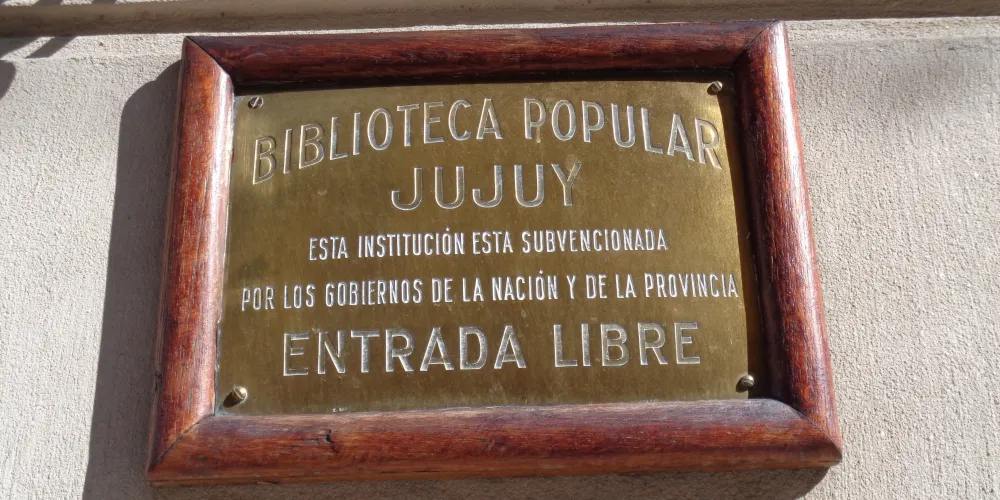 BIBLIOTECA POPULAR
JUJUY
ESTA INSTITUCIÓN ESTA SUBVENCIONADA
POR LOS GOBIERNOS DE LA NACIÓN Y DE LA PROVINCIA
ENTRADA LIBRE